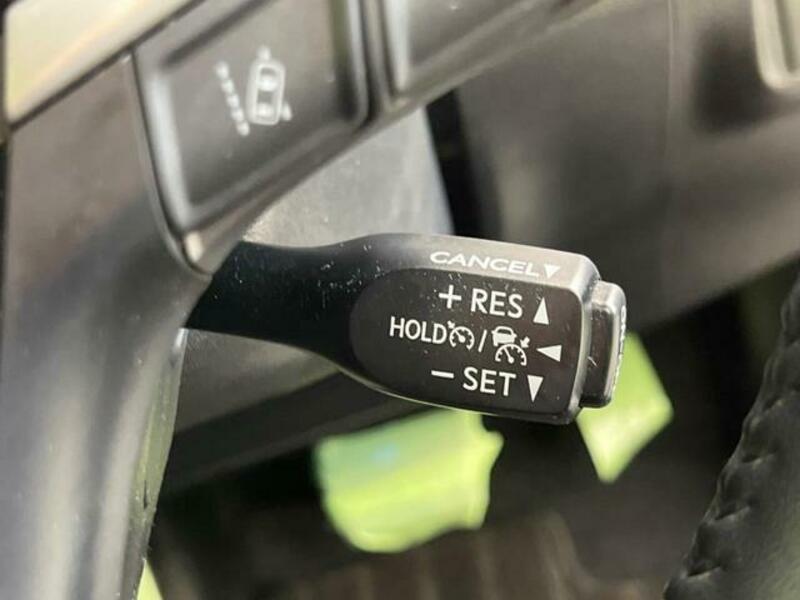 CANCEL▼
+ RES ▲
HOLD / ◀
− SET ▼